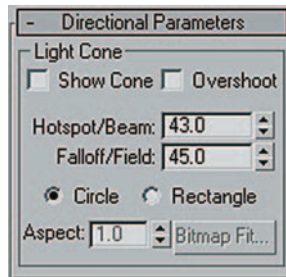 - Directional Parameters
Light Cone
Show Cone Overshoot
Hotspot/Beam: 43.0
Falloff/Field: 45.0
Circle Rectangle
Aspect: 1.0 Bitmap Fit...